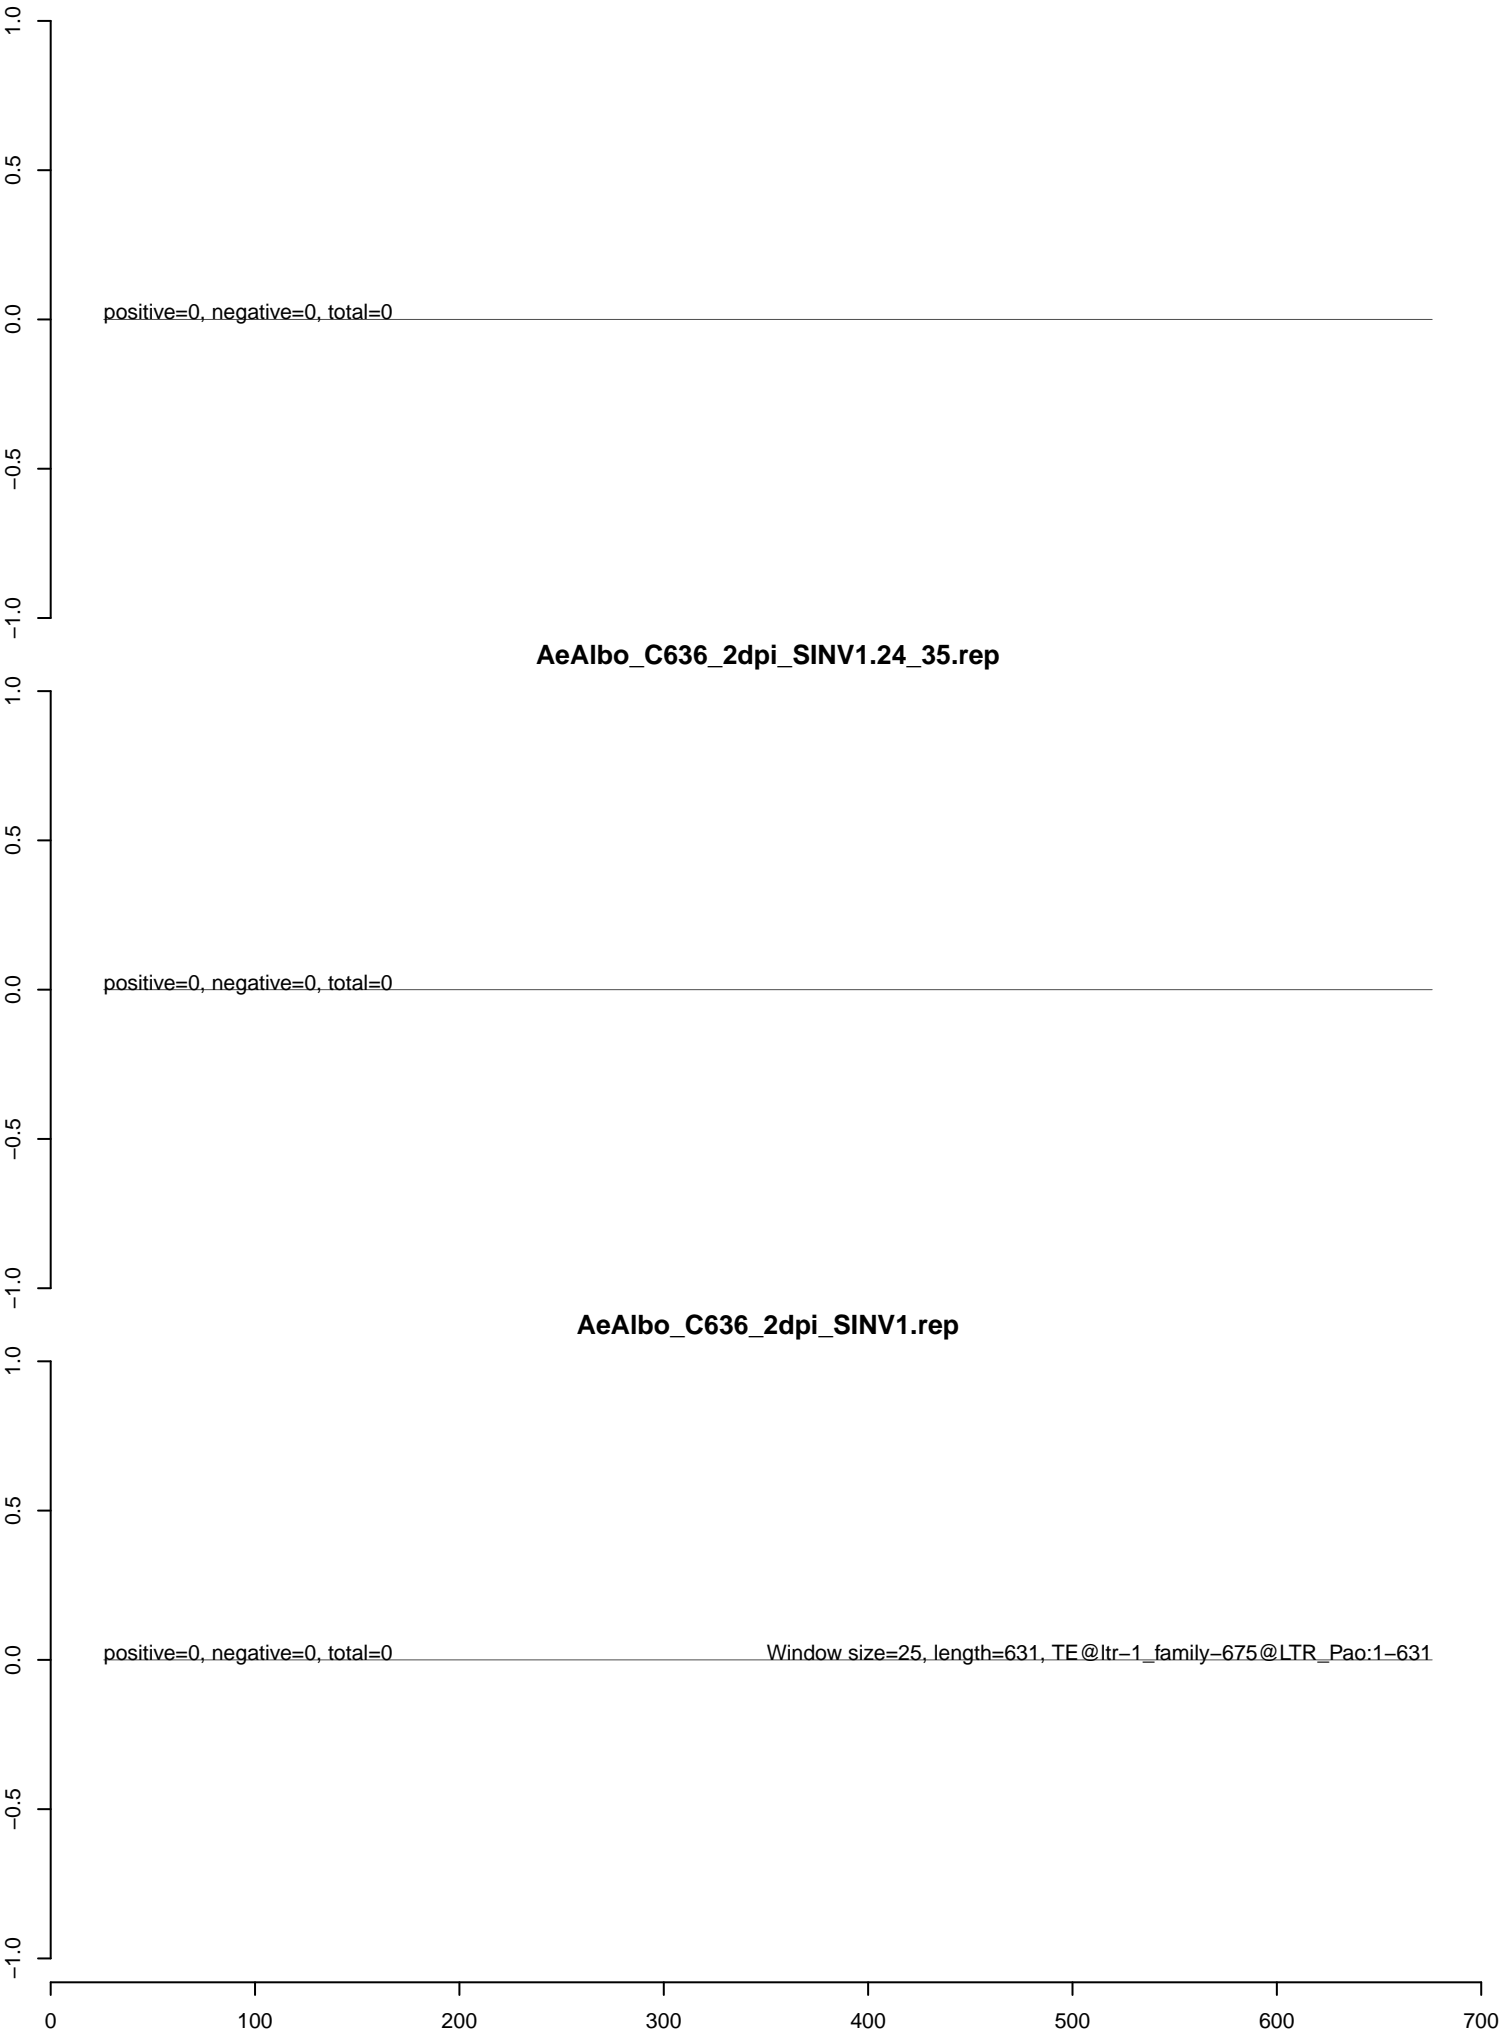 1.0
0.5
0.0
−0.5
−1.0
positive=0, negative=0, total=0
AeAlbo_C636_2dpi_SINV1.24_35.rep
1.0
0.5
0.0
−0.5
−1.0
positive=0, negative=0, total=0
AeAlbo_C636_2dpi_SINV1.rep
1.0
0.5
0.0
−0.5
−1.0
positive=0, negative=0, total=0
Window size=25, length=631, TE@ltr−1_family−675@LTR_Pao:1−631
0 100 200 300 400 500 600 700